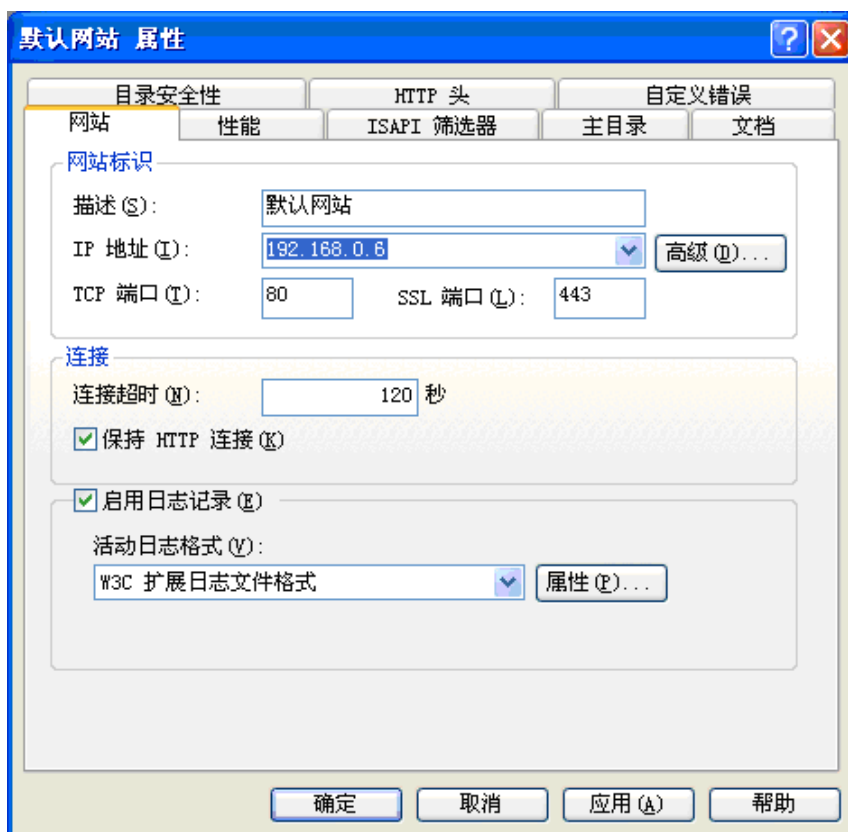 默认网站 属性
目录安全性 HTTP 头 自定义错误
网站 性能 ISAPI 筛选器 主目录 文档
网站标识
描述(S): 默认网站
IP 地址(I): 192.168.0.6 高级(D)...
TCP 端口(T): 80 SSL 端口(L): 443
连接
连接超时(N): 120 秒
保持 HTTP 连接(K)
启用日志记录(E)
活动日志格式(V):
W3C 扩展日志文件格式 属性(P)...
确定 取消 应用(A) 帮助